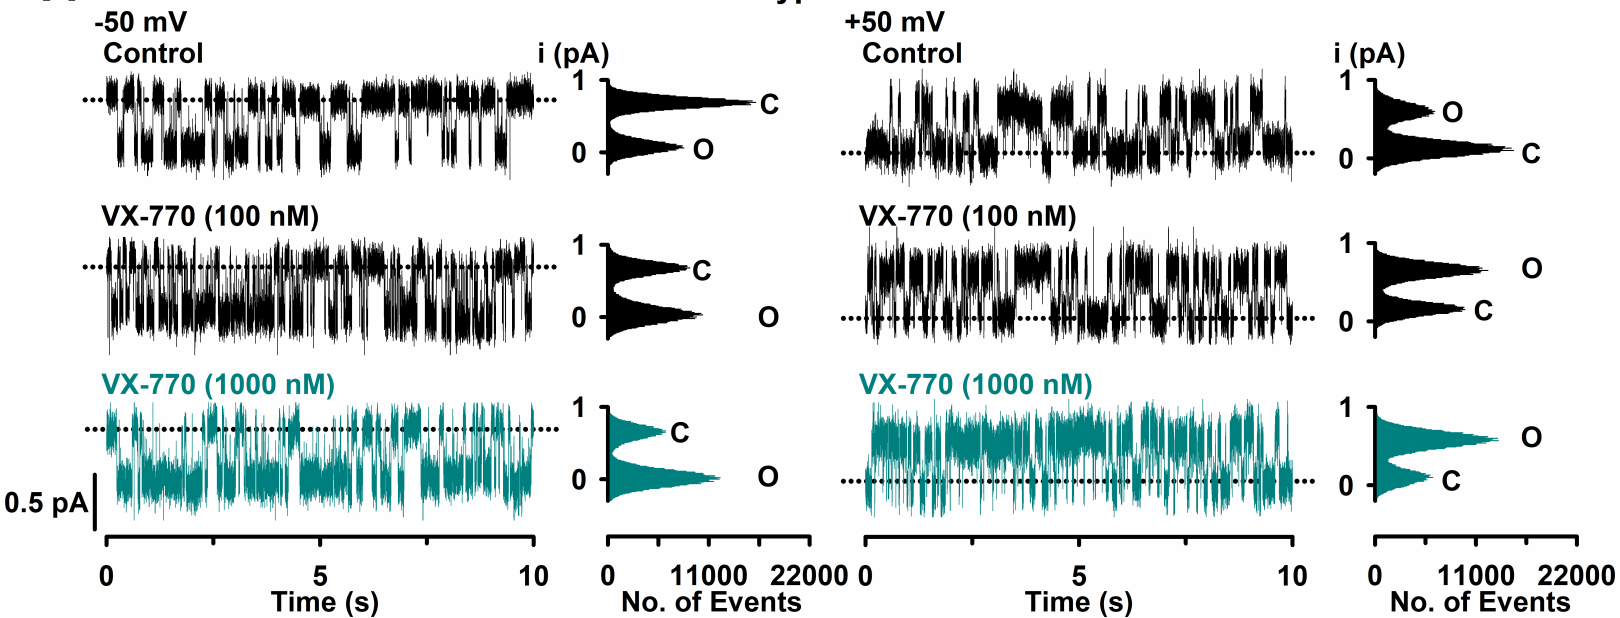 -50 mV
Control
i (pA)
1
C
0
O
VX-770 (100 nM)
1
C
0
O
VX-770 (1000 nM)
1
C
0
O
0.5 pA
0 5 10
Time (s)
0 11000 22000
No. of Events
+50 mV
Control
i (pA)
1
O
0
C
VX-770 (100 nM)
1
O
C
0
VX-770 (1000 nM)
1
O
0
C
0 5 10
Time (s)
0 11000 22000
No. of Events